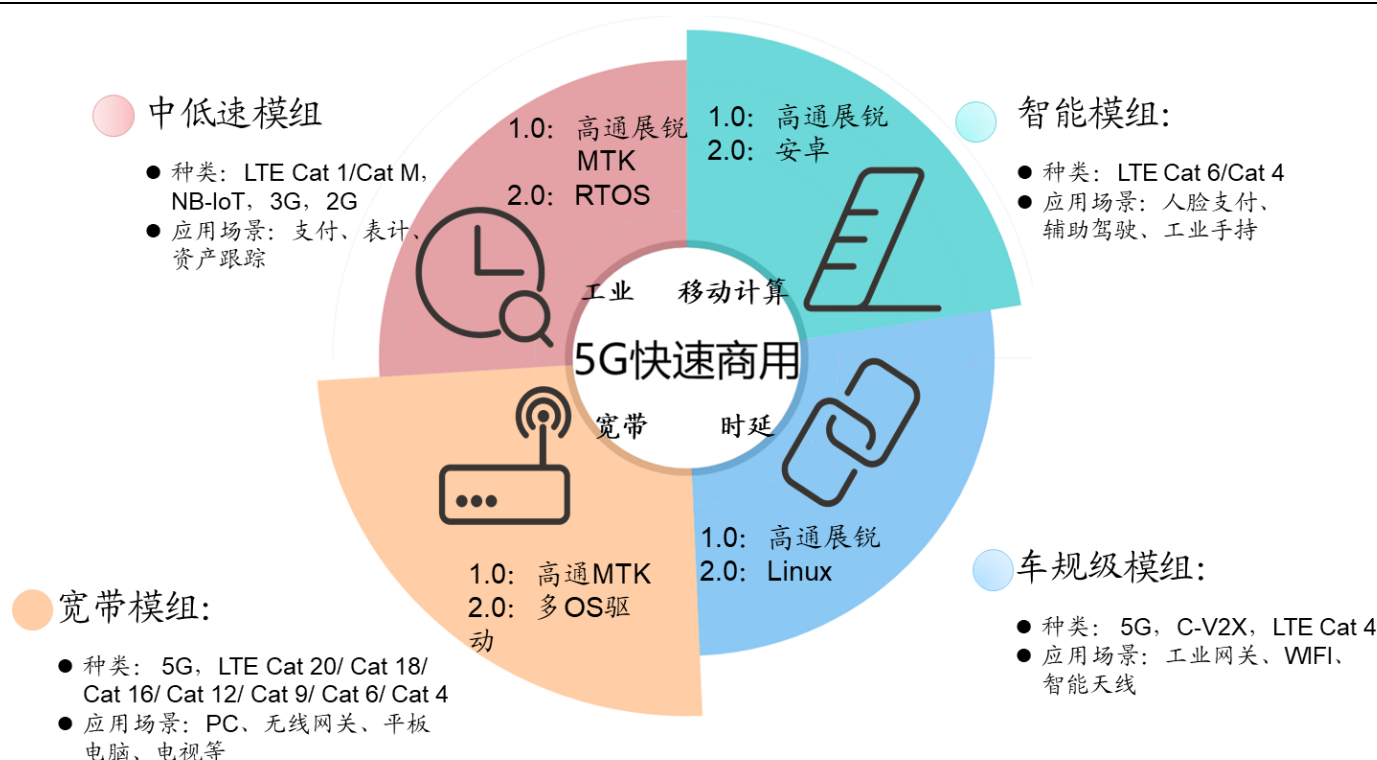 中低速模组
● 种类：LTE Cat 1/Cat M，
NB-IoT，3G，2G
● 应用场景：支付、表计、
资产跟踪
1.0：高通展锐
MTK
2.0：RTOS
1.0：高通展锐
2.0：安卓
智能模组：
● 种类：LTE Cat 6/Cat 4
● 应用场景：人脸支付、
辅助驾驶、工业手持
工业 移动计算
5G快速商用
宽带 时延
宽带模组：
● 种类： 5G，LTE Cat 20/ Cat 18/
Cat 16/ Cat 12/ Cat 9/ Cat 6/ Cat 4
● 应用场景：PC、无线网关、平板
电脑、电视等
1.0：高通MTK
2.0：多OS驱
动
1.0：高通展锐
2.0：Linux
车规级模组：
● 种类： 5G，C-V2X，LTE Cat 4
● 应用场景：工业网关、WIFI、
智能天线